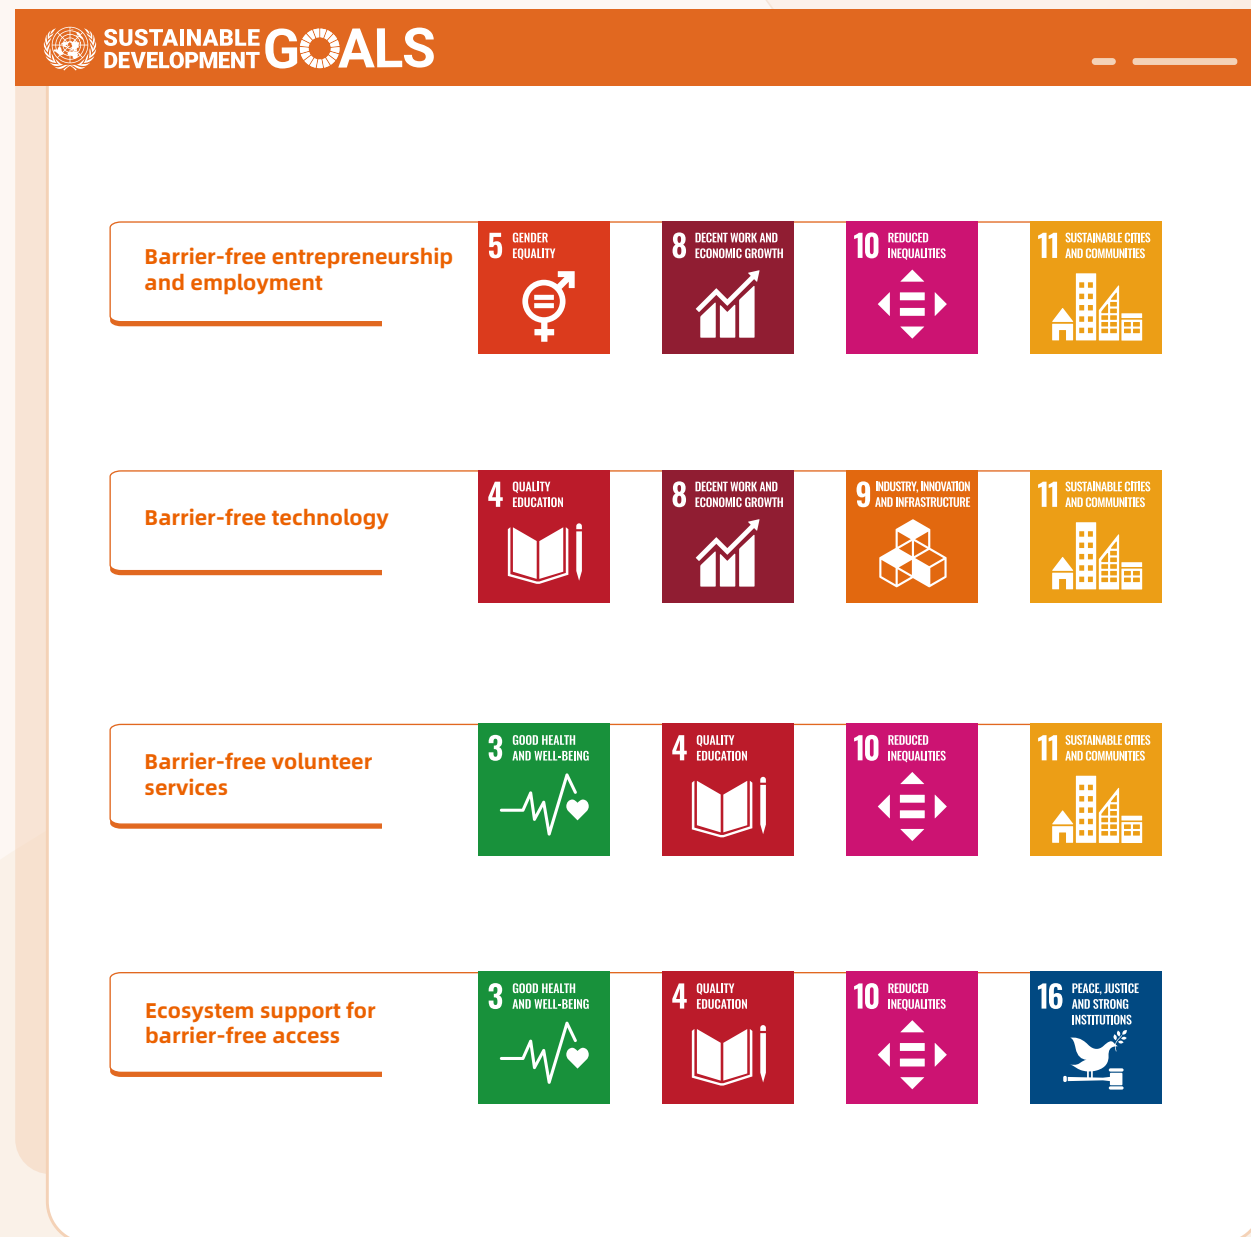 SUSTAINABLE
DEVELOPMENT GOALS
Barrier-free entrepreneurship
and employment
5 GENDER
EQUALITY
8 DECENT WORK AND
ECONOMIC GROWTH
10 REDUCED
INEQUALITIES
11 SUSTAINABLE CITIES
AND COMMUNITIES
Barrier-free technology
4 QUALITY
EDUCATION
8 DECENT WORK AND
ECONOMIC GROWTH
9 INDUSTRY, INNOVATION
AND INFRASTRUCTURE
11 SUSTAINABLE CITIES
AND COMMUNITIES
Barrier-free volunteer
services
3 GOOD HEALTH
AND WELL-BEING
4 QUALITY
EDUCATION
10 REDUCED
INEQUALITIES
11 SUSTAINABLE CITIES
AND COMMUNITIES
Ecosystem support for
barrier-free access
3 GOOD HEALTH
AND WELL-BEING
4 QUALITY
EDUCATION
10 REDUCED
INEQUALITIES
16 PEACE, JUSTICE
AND STRONG
INSTITUTIONS